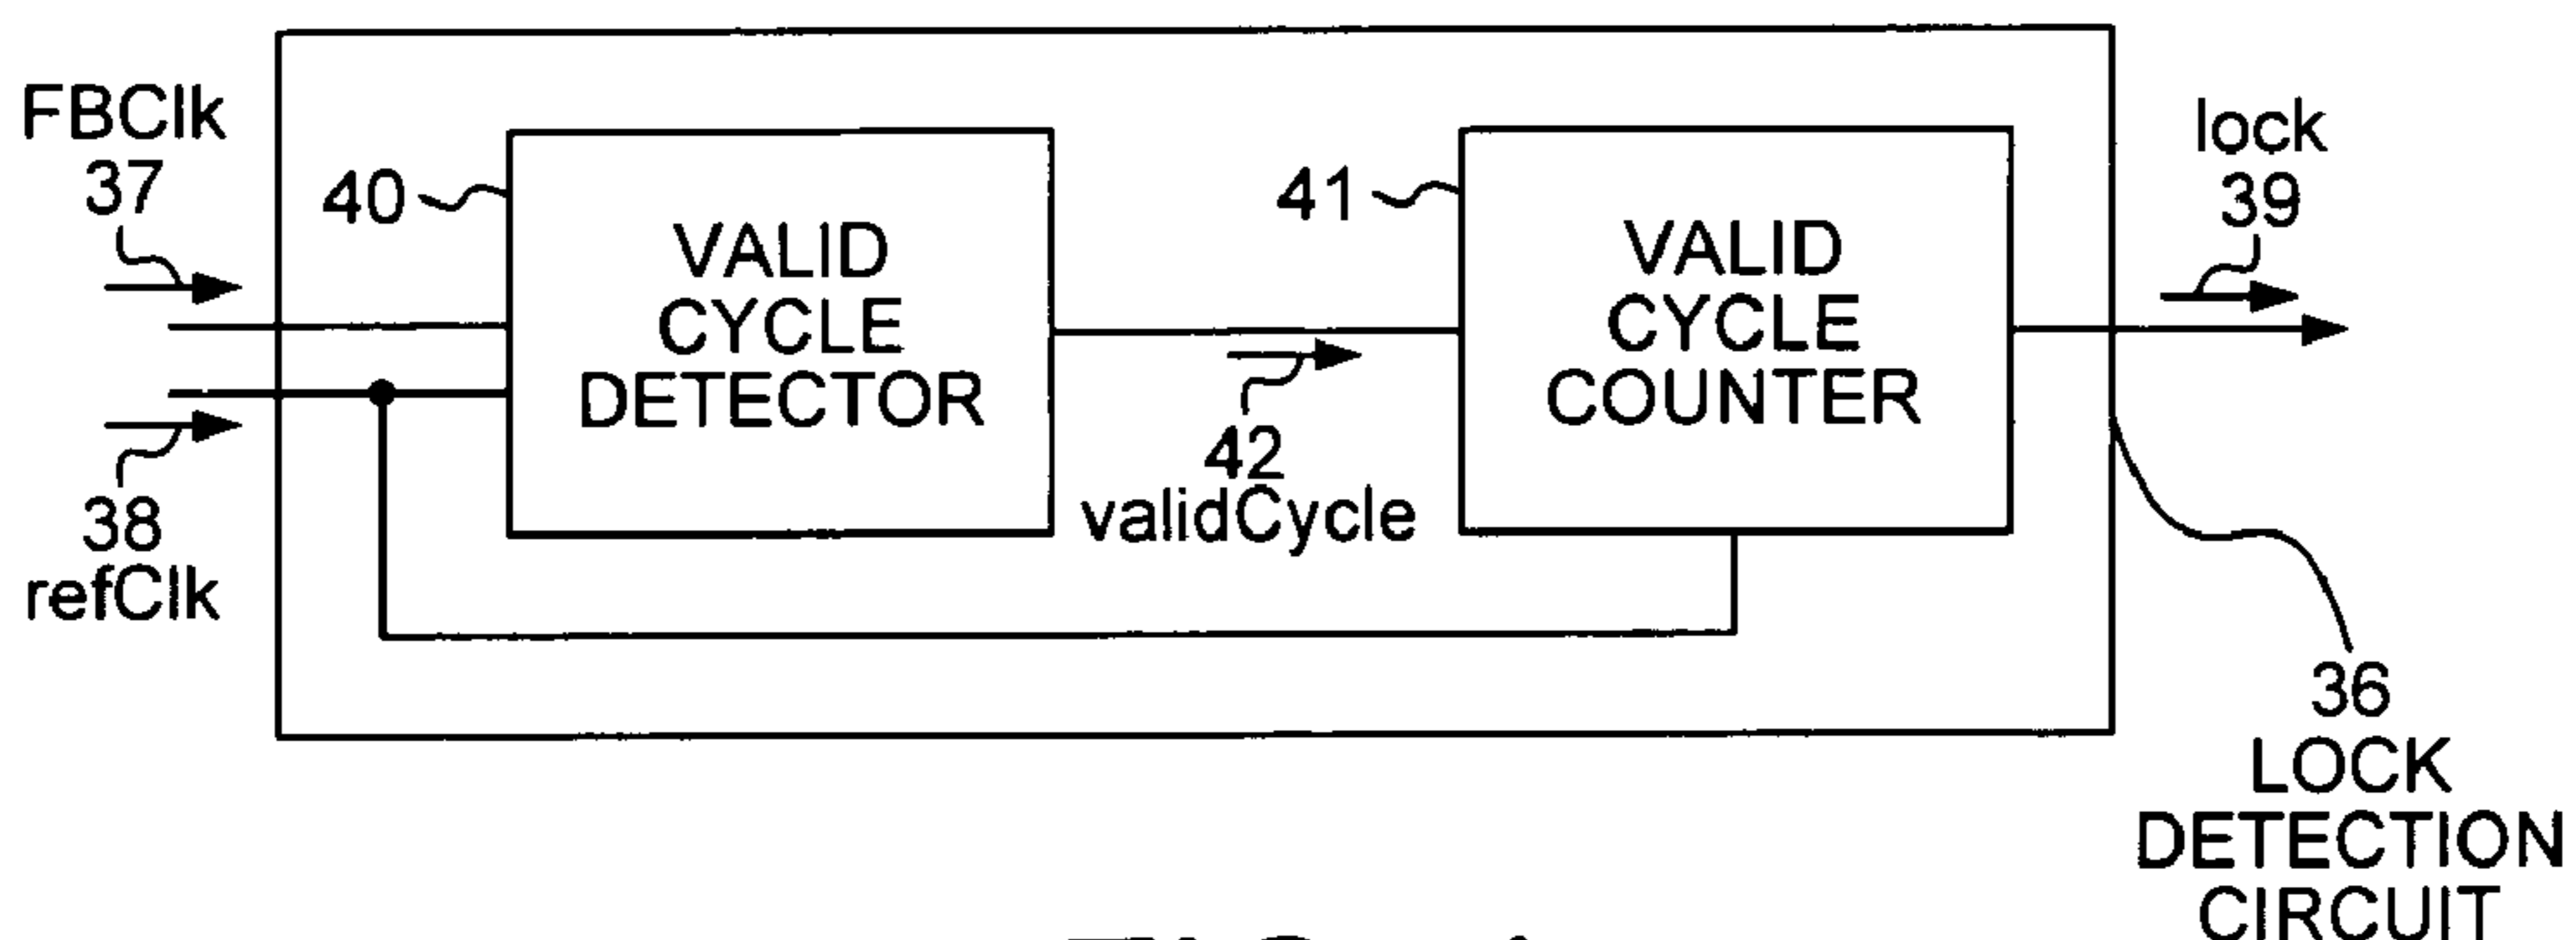 FBClk
37
40
VALID
CYCLE
DETECTOR
38
refClk
42
validCycle
41
VALID
CYCLE
COUNTER
lock
39
36
LOCK
DETECTION
CIRCUIT